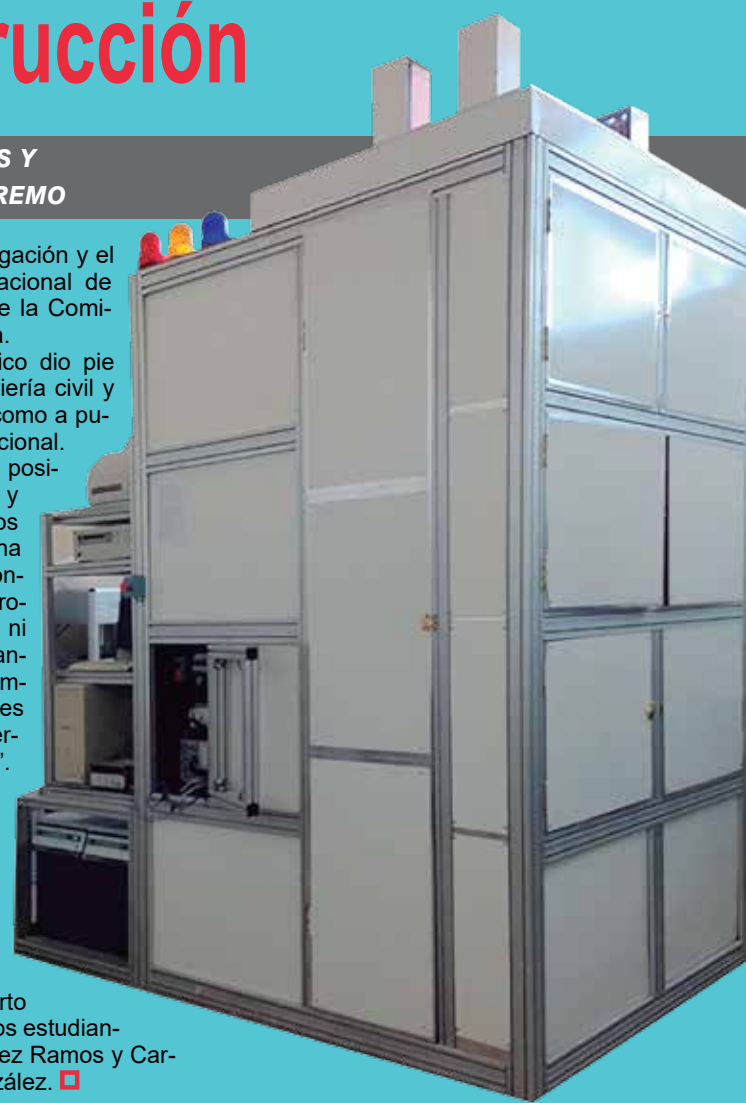 rucción
S Y
REMO
gación y el
acional de
e la Comi-
a.
ico dio pie
iería civil y
como a pu-
cional.
posi-
y
os
na
on-
ro-
ni
an-
m-
es
er-
”.
rto
os estudian-
ez Ramos y Car-
zález.